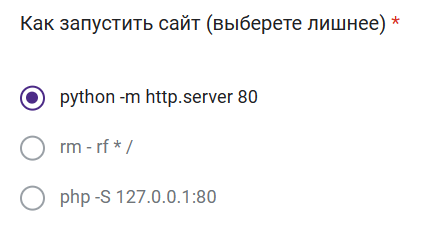 Как запустить сайт (выберете лишнее) *
python -m http.server 80
rm - rf * /
php -S 127.0.0.1:80